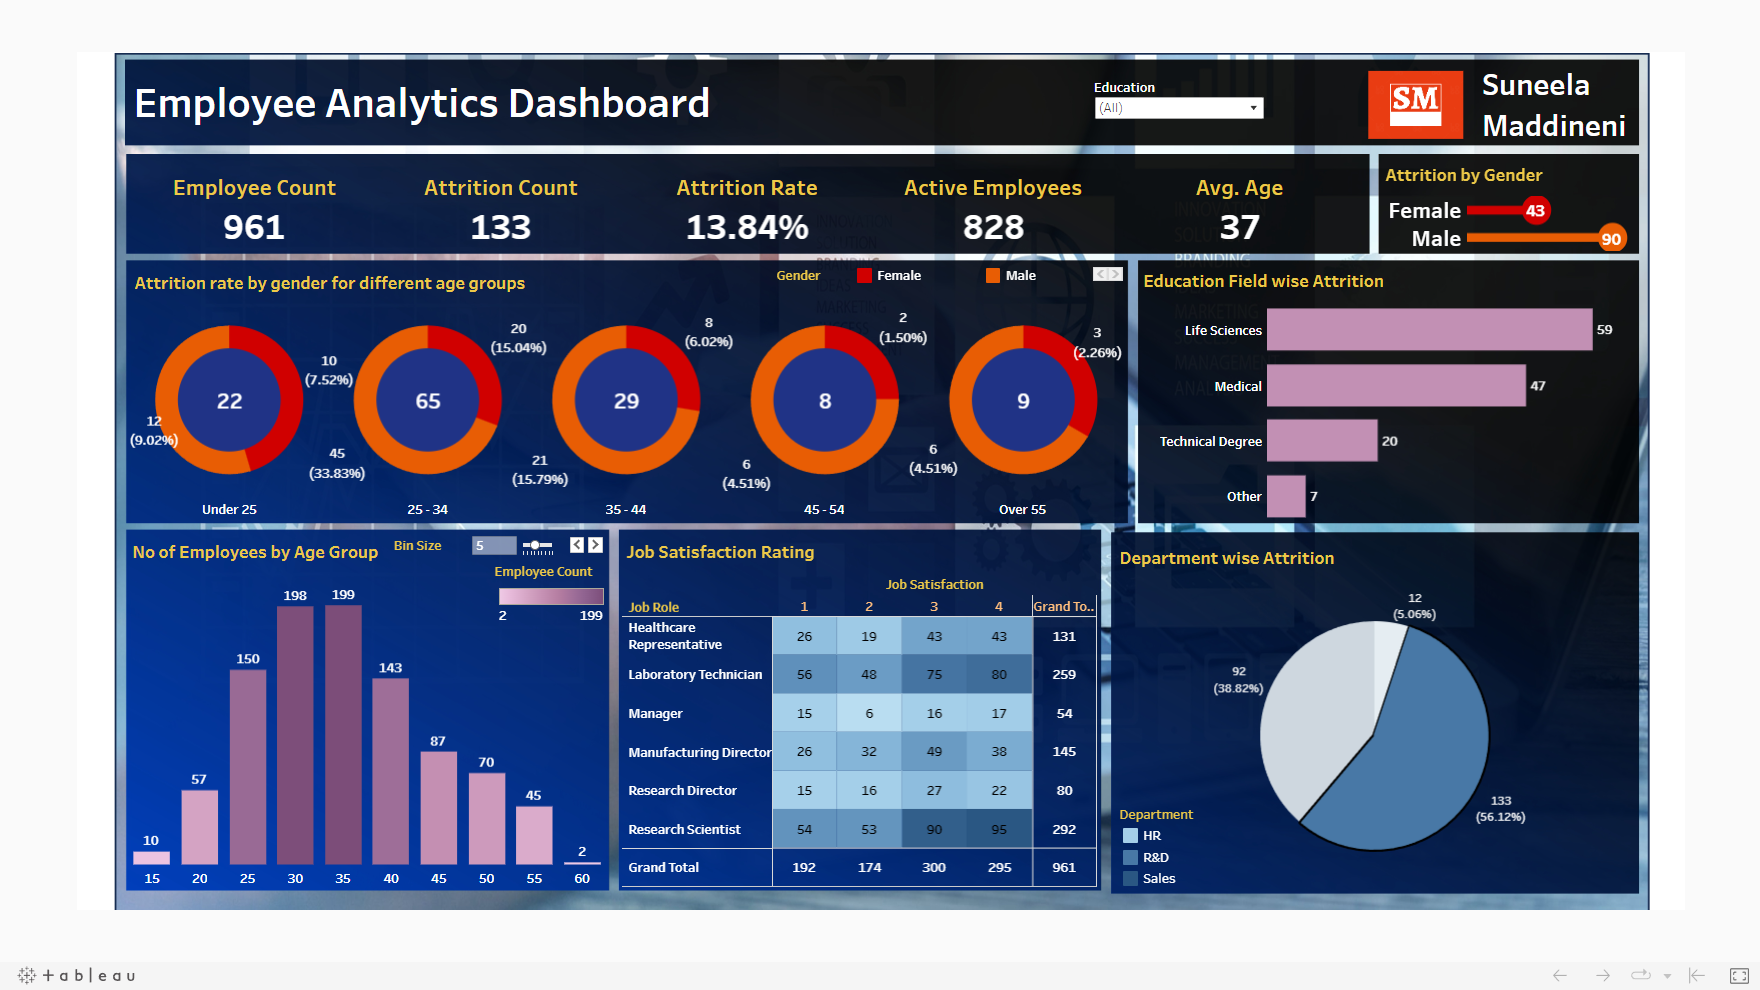 Employee Analytics Dashboard
Education
(All)
SM
Suneela
Maddineni
Employee Count
961
Attrition Count
133
Attrition Rate
13.84%
Active Employees
828
Avg. Age
37
Attrition by Gender
Female 43
Male 90
Attrition rate by gender for different age groups
Gender Female Male
10
(7.52%)
22
12
(9.02%)
Under 25
20
(15.04%)
65
45
(33.83%)
25 - 34
8
(6.02%)
29
21
(15.79%)
35 - 44
2
(1.50%)
8
6
(4.51%)
45 - 54
3
(2.26%)
9
6
(4.51%)
Over 55
Education Field wise Attrition
Life Sciences 59
Medical 47
Technical Degree 20
Other 7
No of Employees by Age Group
Bin Size 5
Employee Count
2 199
10 57 150 198 199 143 87 70 45 2
15 20 25 30 35 40 45 50 55 60
Job Satisfaction Rating
Job Satisfaction
Job Role 1 2 3 4 Grand To..
Healthcare
Representative 26 19 43 43 131
Laboratory Technician 56 48 75 80 259
Manager 15 6 16 17 54
Manufacturing Director 26 32 49 38 145
Research Director 15 16 27 22 80
Research Scientist 54 53 90 95 292
Grand Total 192 174 300 295 961
Department wise Attrition
12
(5.06%)
92
(38.82%)
133
(56.12%)
Department
HR
R&D
Sales
+ableau